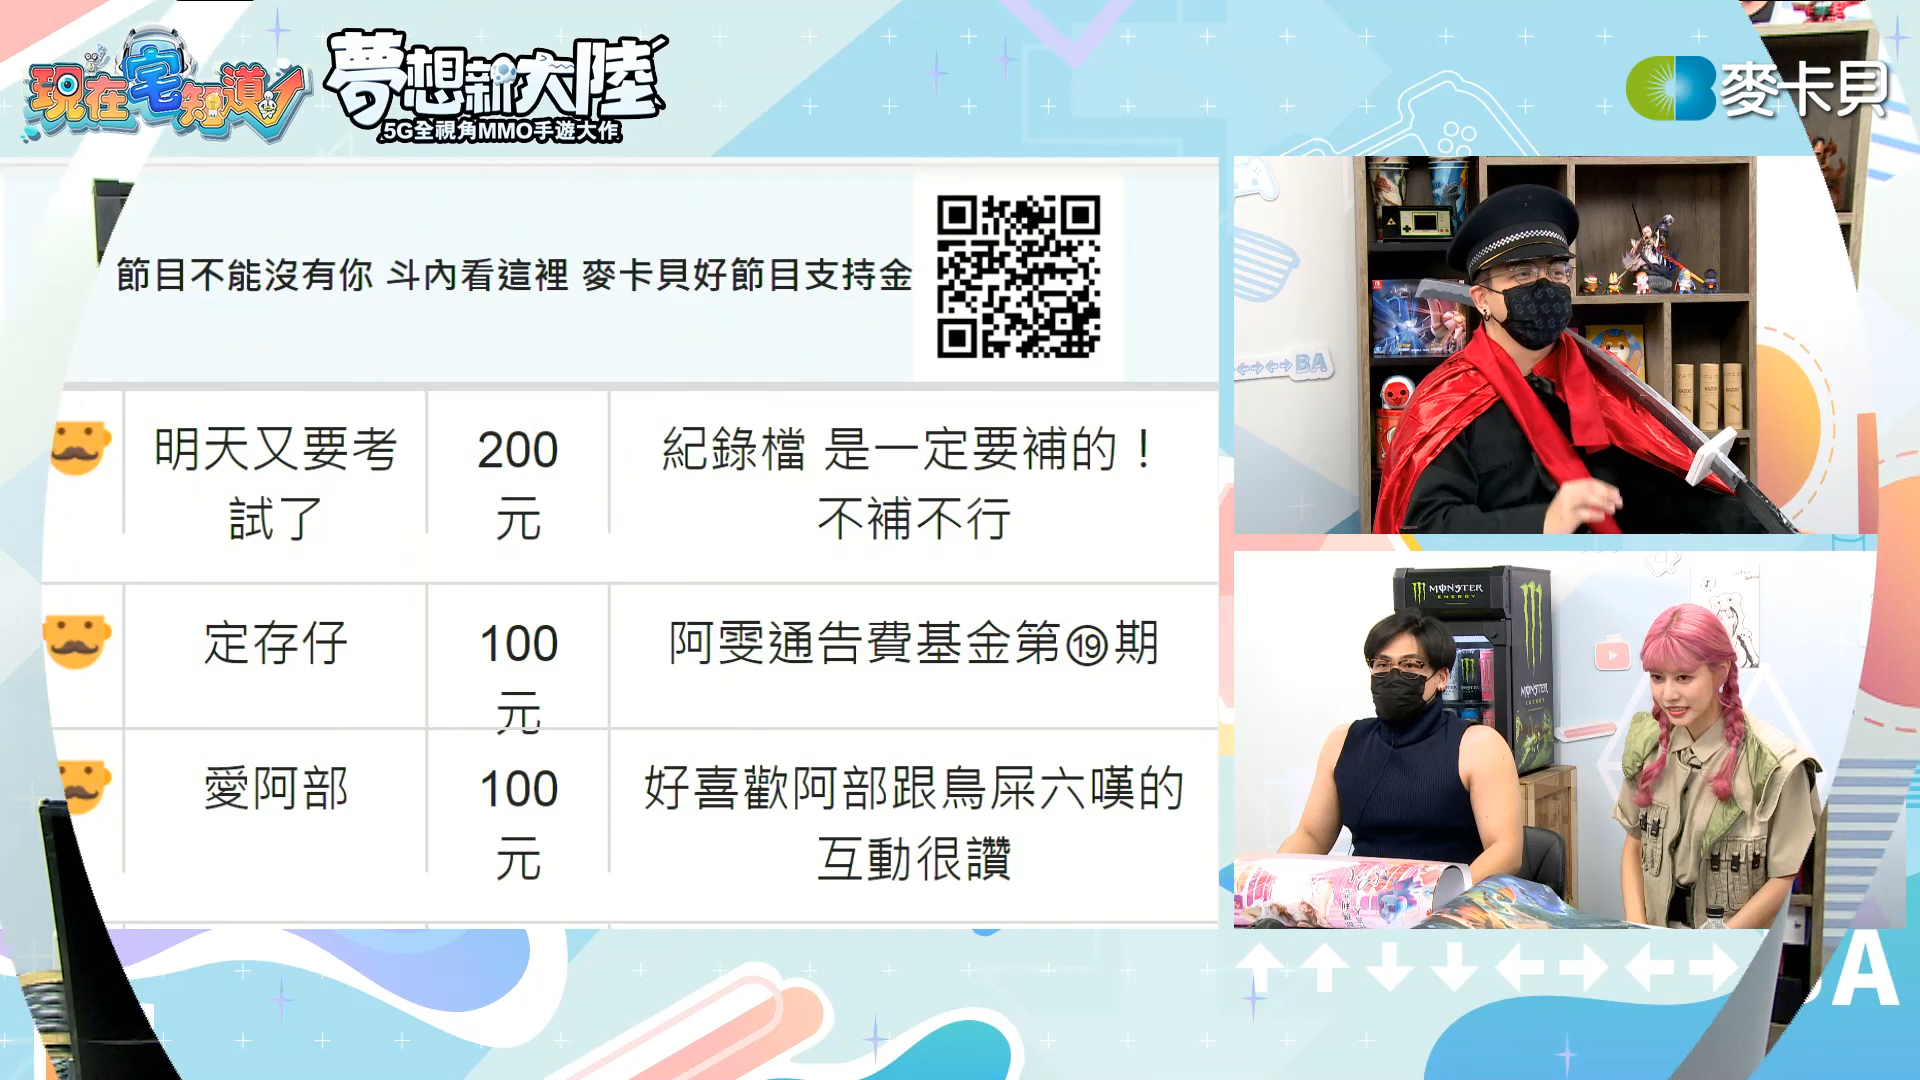 現在宅知道
夢想新大陸
5G全視角MMO手遊大作
麥卡貝
節目不能沒有你 斗內看這裡 麥卡貝好節目支持金
明天又要考
試了
200
元
紀錄檔 是一定要補的！
不補不行
定存仔
100
元
阿雯通告費基金第⑲期
愛阿部
100
元
好喜歡阿部跟鳥屎六嘆的
互動很讚
BA
MONSTER
ENERGY
MONSTER
ENERGY
A